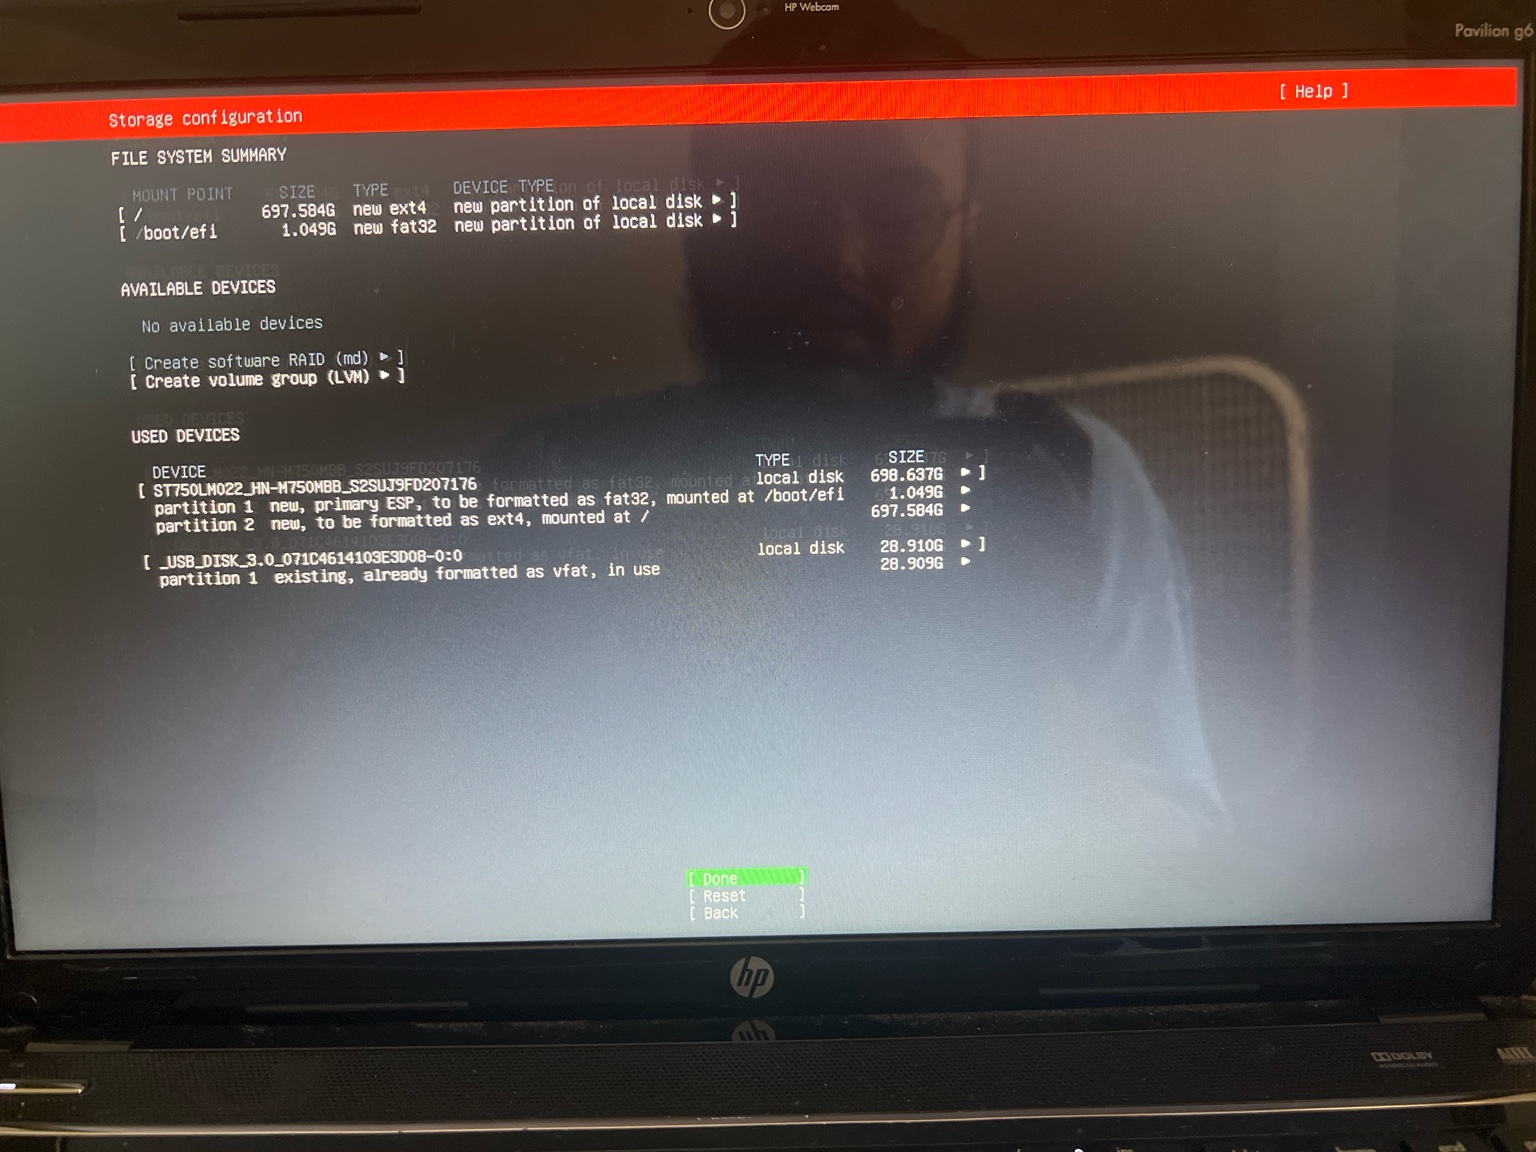 HP Webcam
Pavilion g6
Storage configuration [ Help ]
FILE SYSTEM SUMMARY
MOUNT POINT SIZE TYPE DEVICE TYPE
[ / 697.584G new ext4 new partition of local disk ▸ ]
[ /boot/efi 1.049G new fat32 new partition of local disk ▸ ]
AVAILABLE DEVICES
No available devices
[ Create software RAID (md) ▸ ]
[ Create volume group (LVM) ▸ ]
USED DEVICES
DEVICE TYPE SIZE
[ ST750LM022_HN-M750MBB_S2SUJ9FD207176 local disk 698.637G ▸ ]
partition 1 new, primary ESP, to be formatted as fat32, mounted at /boot/efi 1.049G ▸
partition 2 new, to be formatted as ext4, mounted at / 697.584G ▸
[ _USB_DISK_3.0_071C4614103E3D08-0:0 local disk 28.910G ▸ ]
partition 1 existing, already formatted as vfat, in use 28.909G ▸
[ Done ]
[ Reset ]
[ Back ]
hp
DOLBY